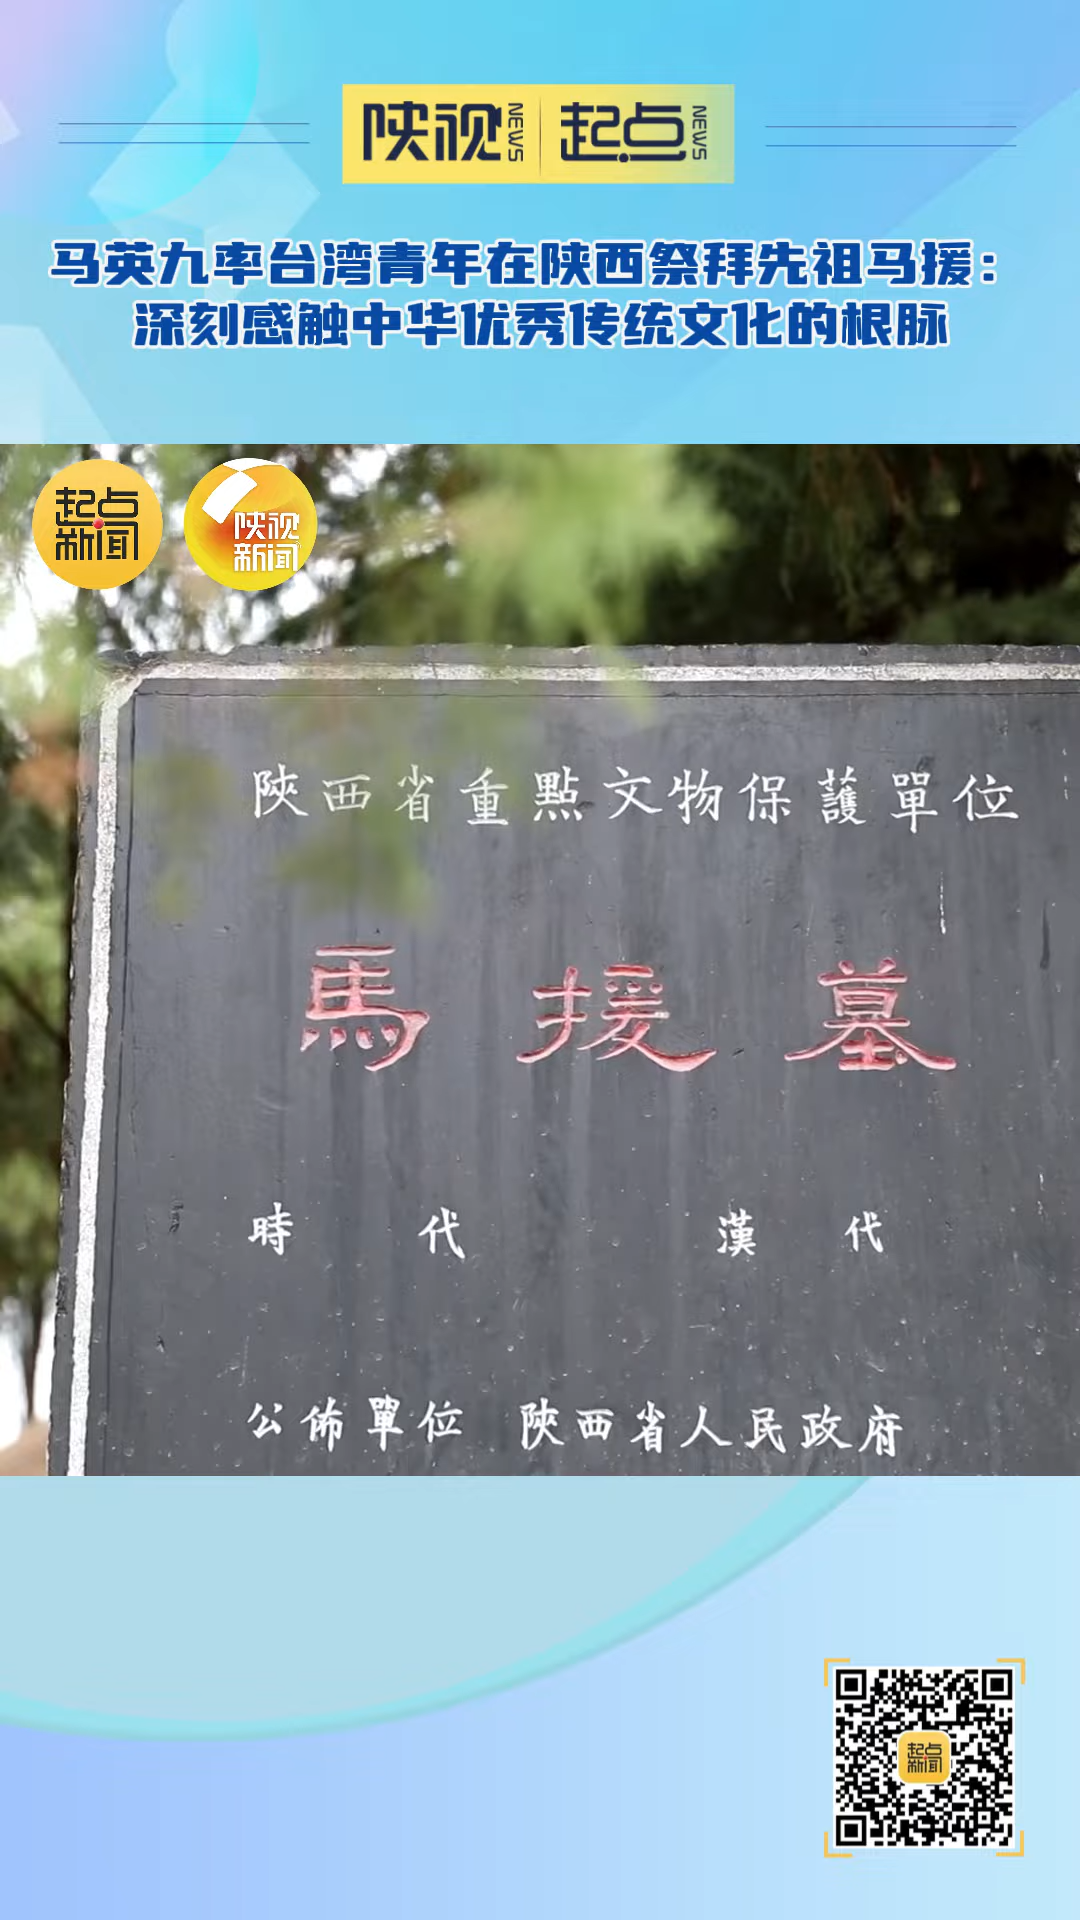 陕视 NEWS 起点 NEWS
马英九率台湾青年在陕西祭拜先祖马援：
深刻感触中华优秀传统文化的根脉
起点
新闻
陕视
新闻
陝西省重點文物保護單位
馬援墓
時代 漢代
公佈單位 陝西省人民政府
起点
新闻